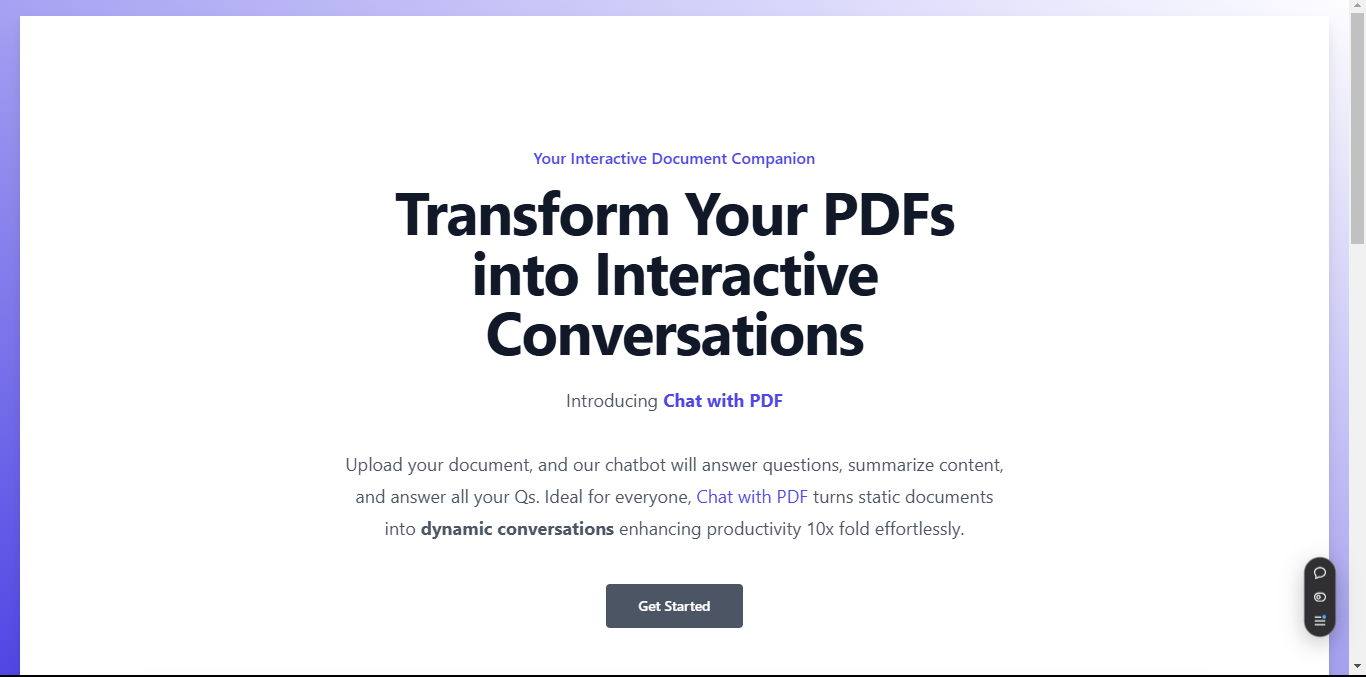 Your Interactive Document Companion
Transform Your PDFs
into Interactive
Conversations
Introducing Chat with PDF
Upload your document, and our chatbot will answer questions, summarize content,
and answer all your Qs. Ideal for everyone, Chat with PDF turns static documents
into dynamic conversations enhancing productivity 10x fold effortlessly.
Get Started